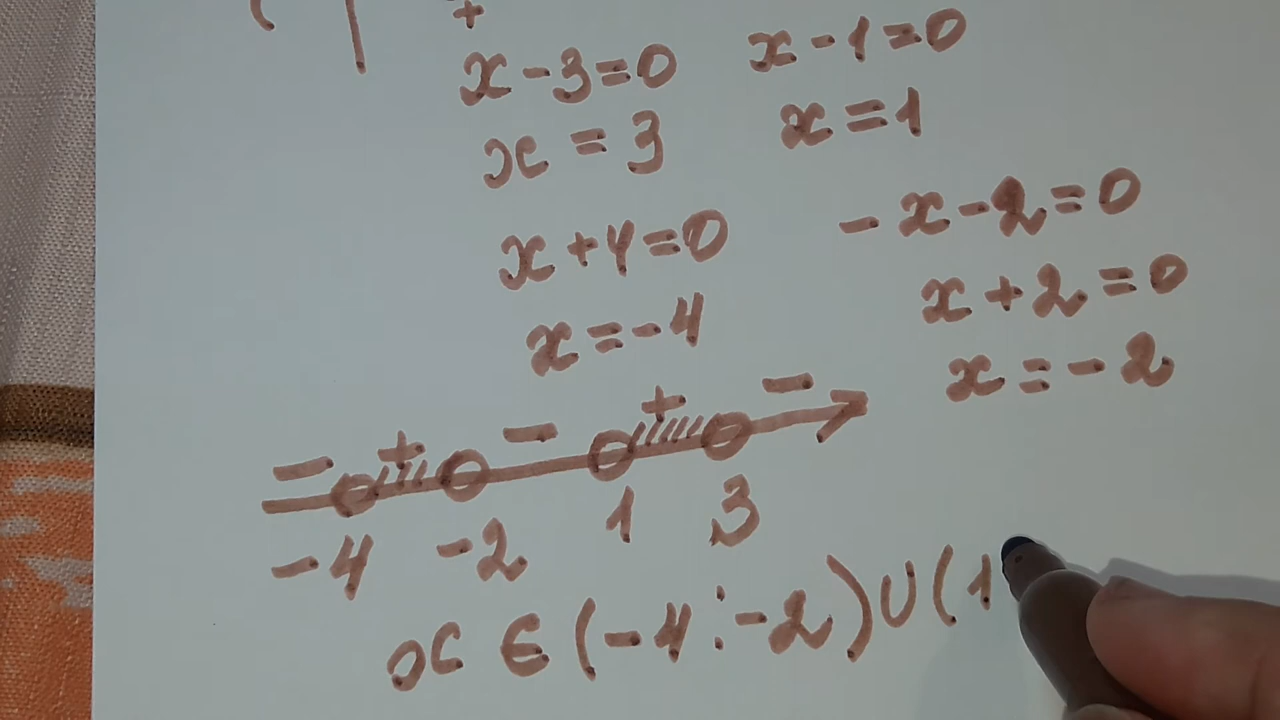 +
x-3=0 x-1=0
x=3 x=1
x+4=0 -x-2=0
x=-4 x+2=0
x=-2
- + - + -
-4 -2 1 3
x∈(-4:-2)∪(1